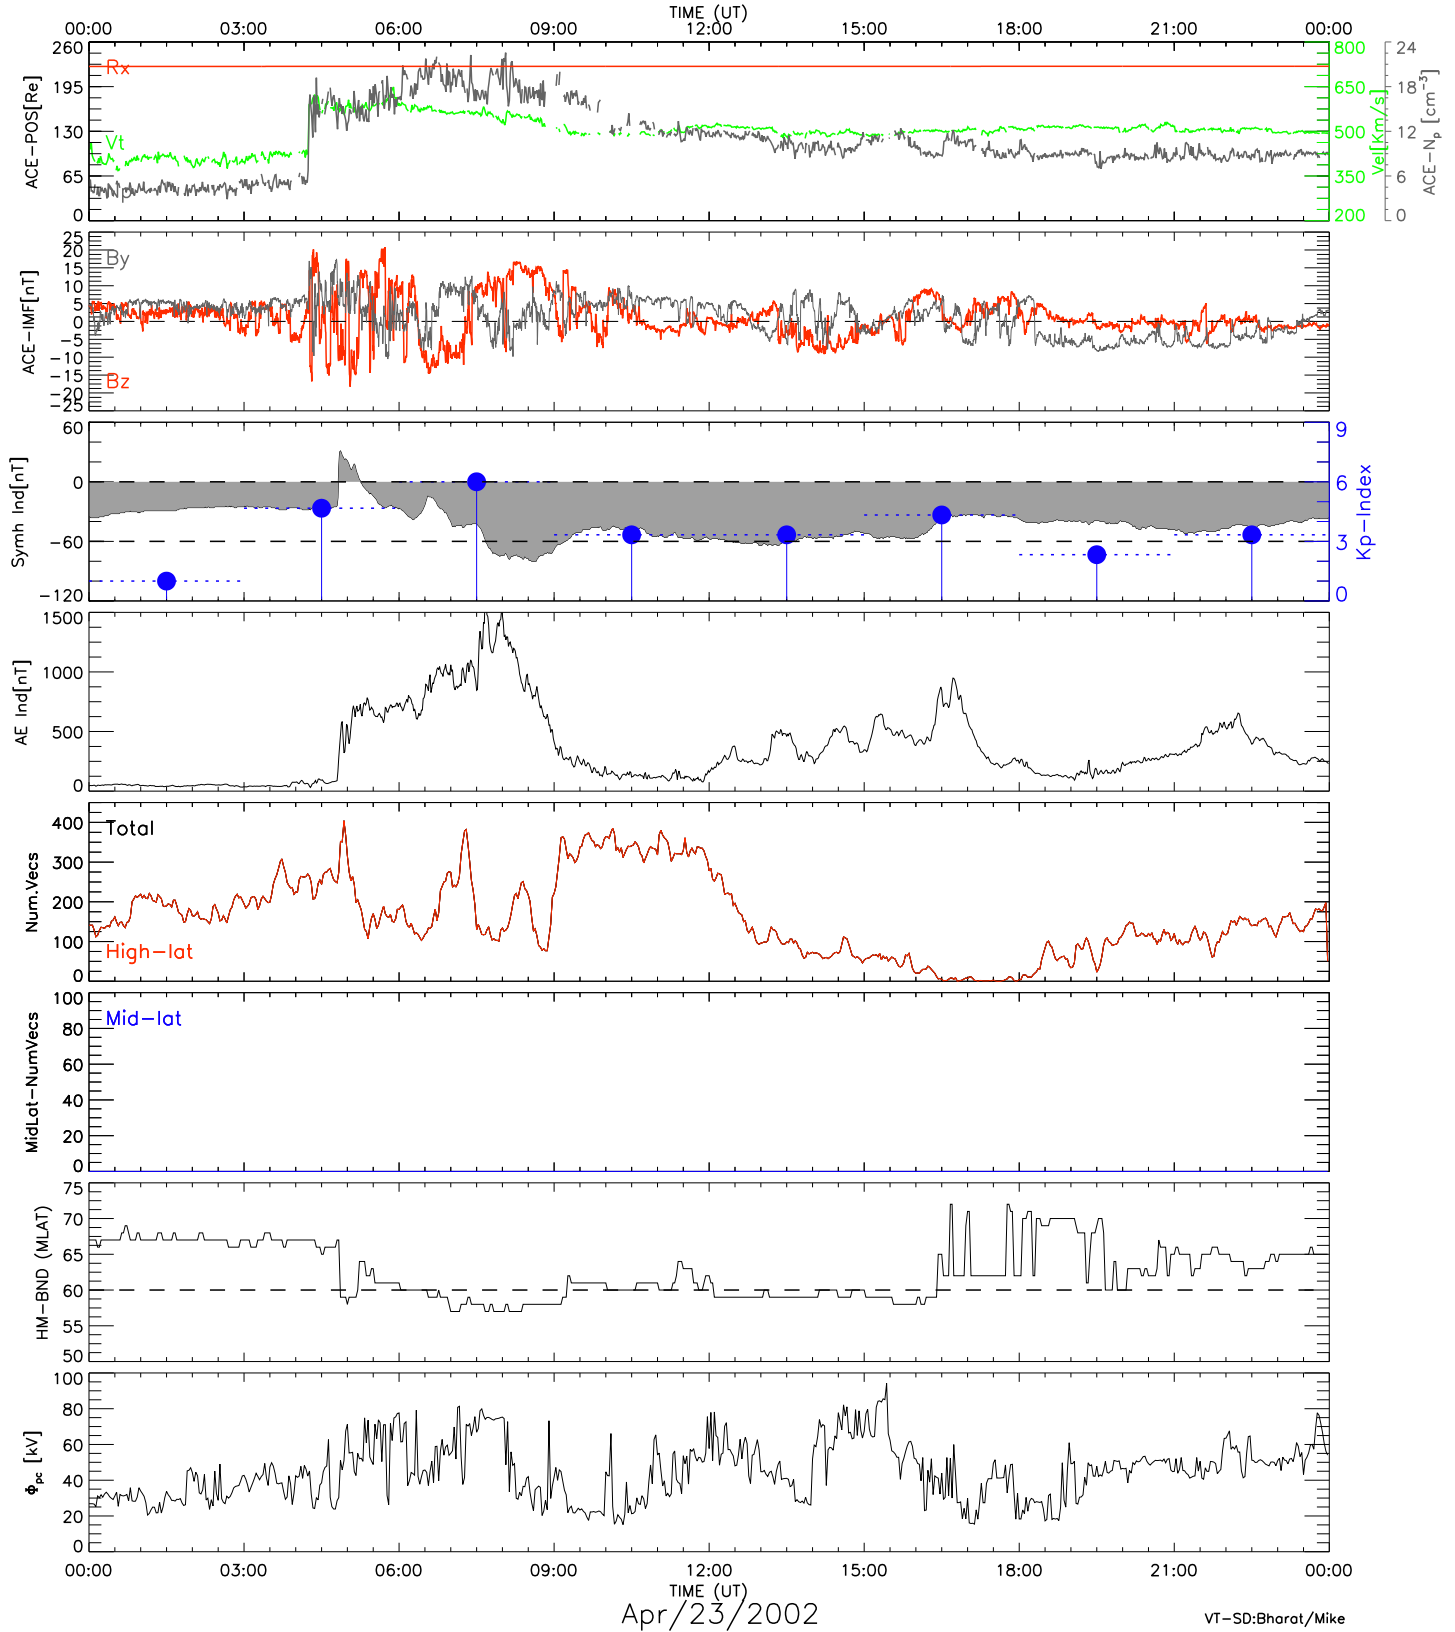 TIME (UT)
00:00 03:00 06:00 09:00 12:00 15:00 18:00 21:00 00:00
260 195 130 65 0
ACE-POS[Re]
Rx
Vt
800 650 500 350 200
Vel[Km/s]
24 18 12 6 0
ACE-Np [cm-3]
25 20 15 10 5 0 -5 -10 -15 -20 -25
ACE-IMF[nT]
By
Bz
60 0 -60 -120
Symh Ind[nT]
9 6 3 0
Kp-Index
1500 1000 500 0
AE Ind[nT]
400 300 200 100 0
Num.Vecs
Total
High-lat
100 80 60 40 20 0
MidLat-NumVecs
Mid-lat
75 70 65 60 55 50
HM-BND (MLAT)
100 80 60 40 20 0
Φpc [kV]
00:00 03:00 06:00 09:00 12:00 15:00 18:00 21:00 00:00
TIME (UT)
Apr/23/2002
VT-SD:Bharat/Mike